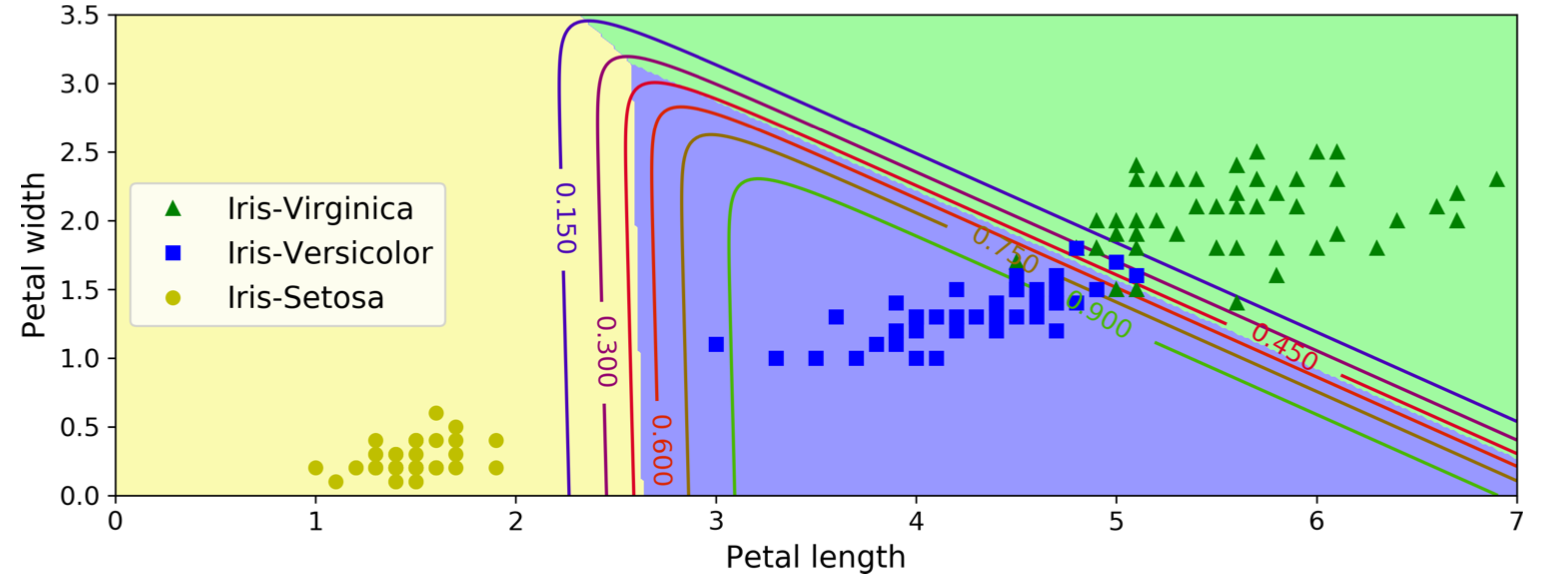 3.5
3.0
2.5
2.0
1.5
1.0
0.5
0.0
Petal width
Iris-Virginica
Iris-Versicolor
Iris-Setosa
0.150
0.300
0.600
0.750
0.900
0.450
0 1 2 3 4 5 6 7
Petal length